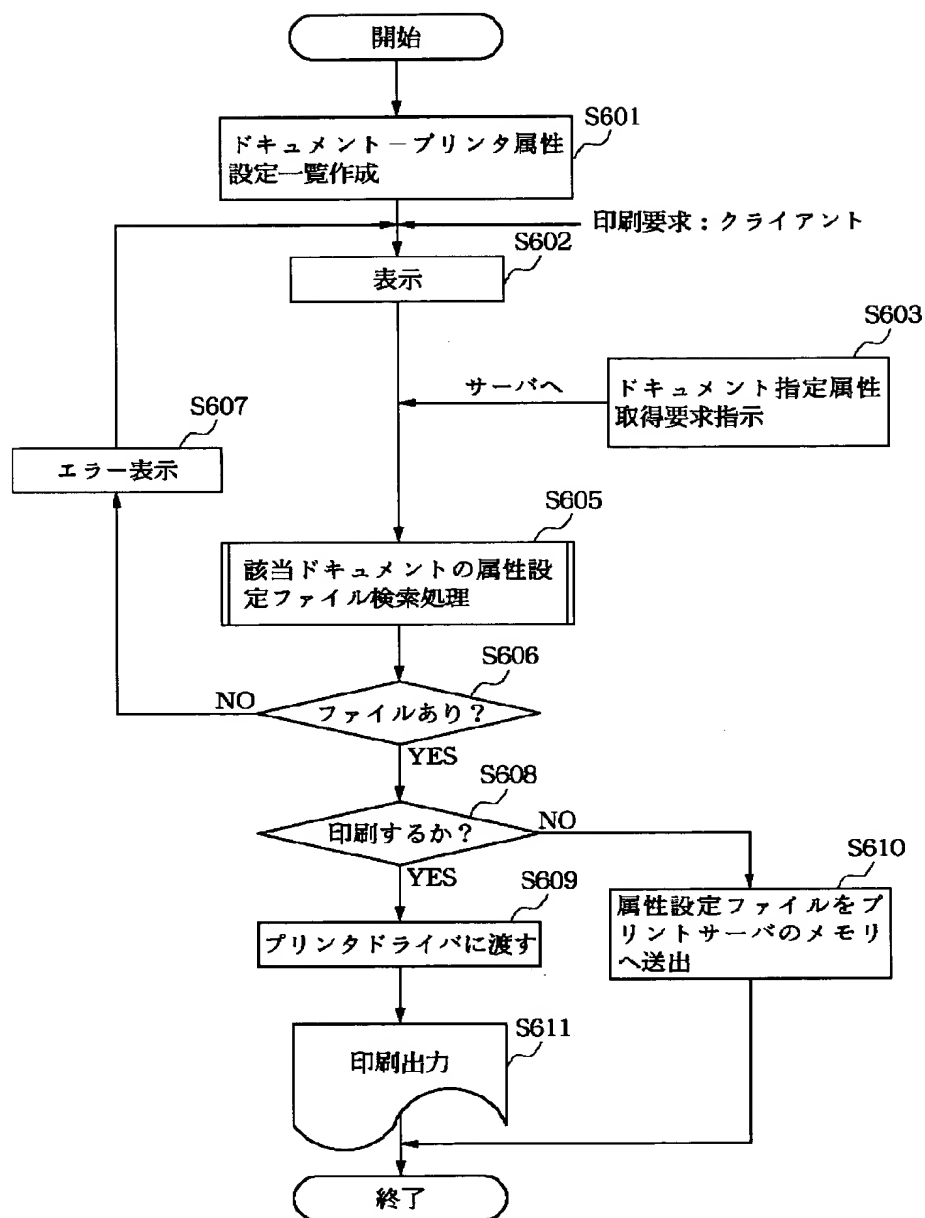 開始
S601
ドキュメントープリンタ属性
設定一覧作成
印刷要求：クライアント
S602
表示
S603
サーバへ
ドキュメント指定属性
取得要求指示
S607
エラー表示
S605
該当ドキュメントの属性設
定ファイル検索処理
S606
NO
ファイルあり？
YES
S608
印刷するか？
NO
YES
S609
プリンタドライバに渡す
S610
属性設定ファイルをプ
リントサーバのメモリ
へ送出
S611
印刷出力
終了